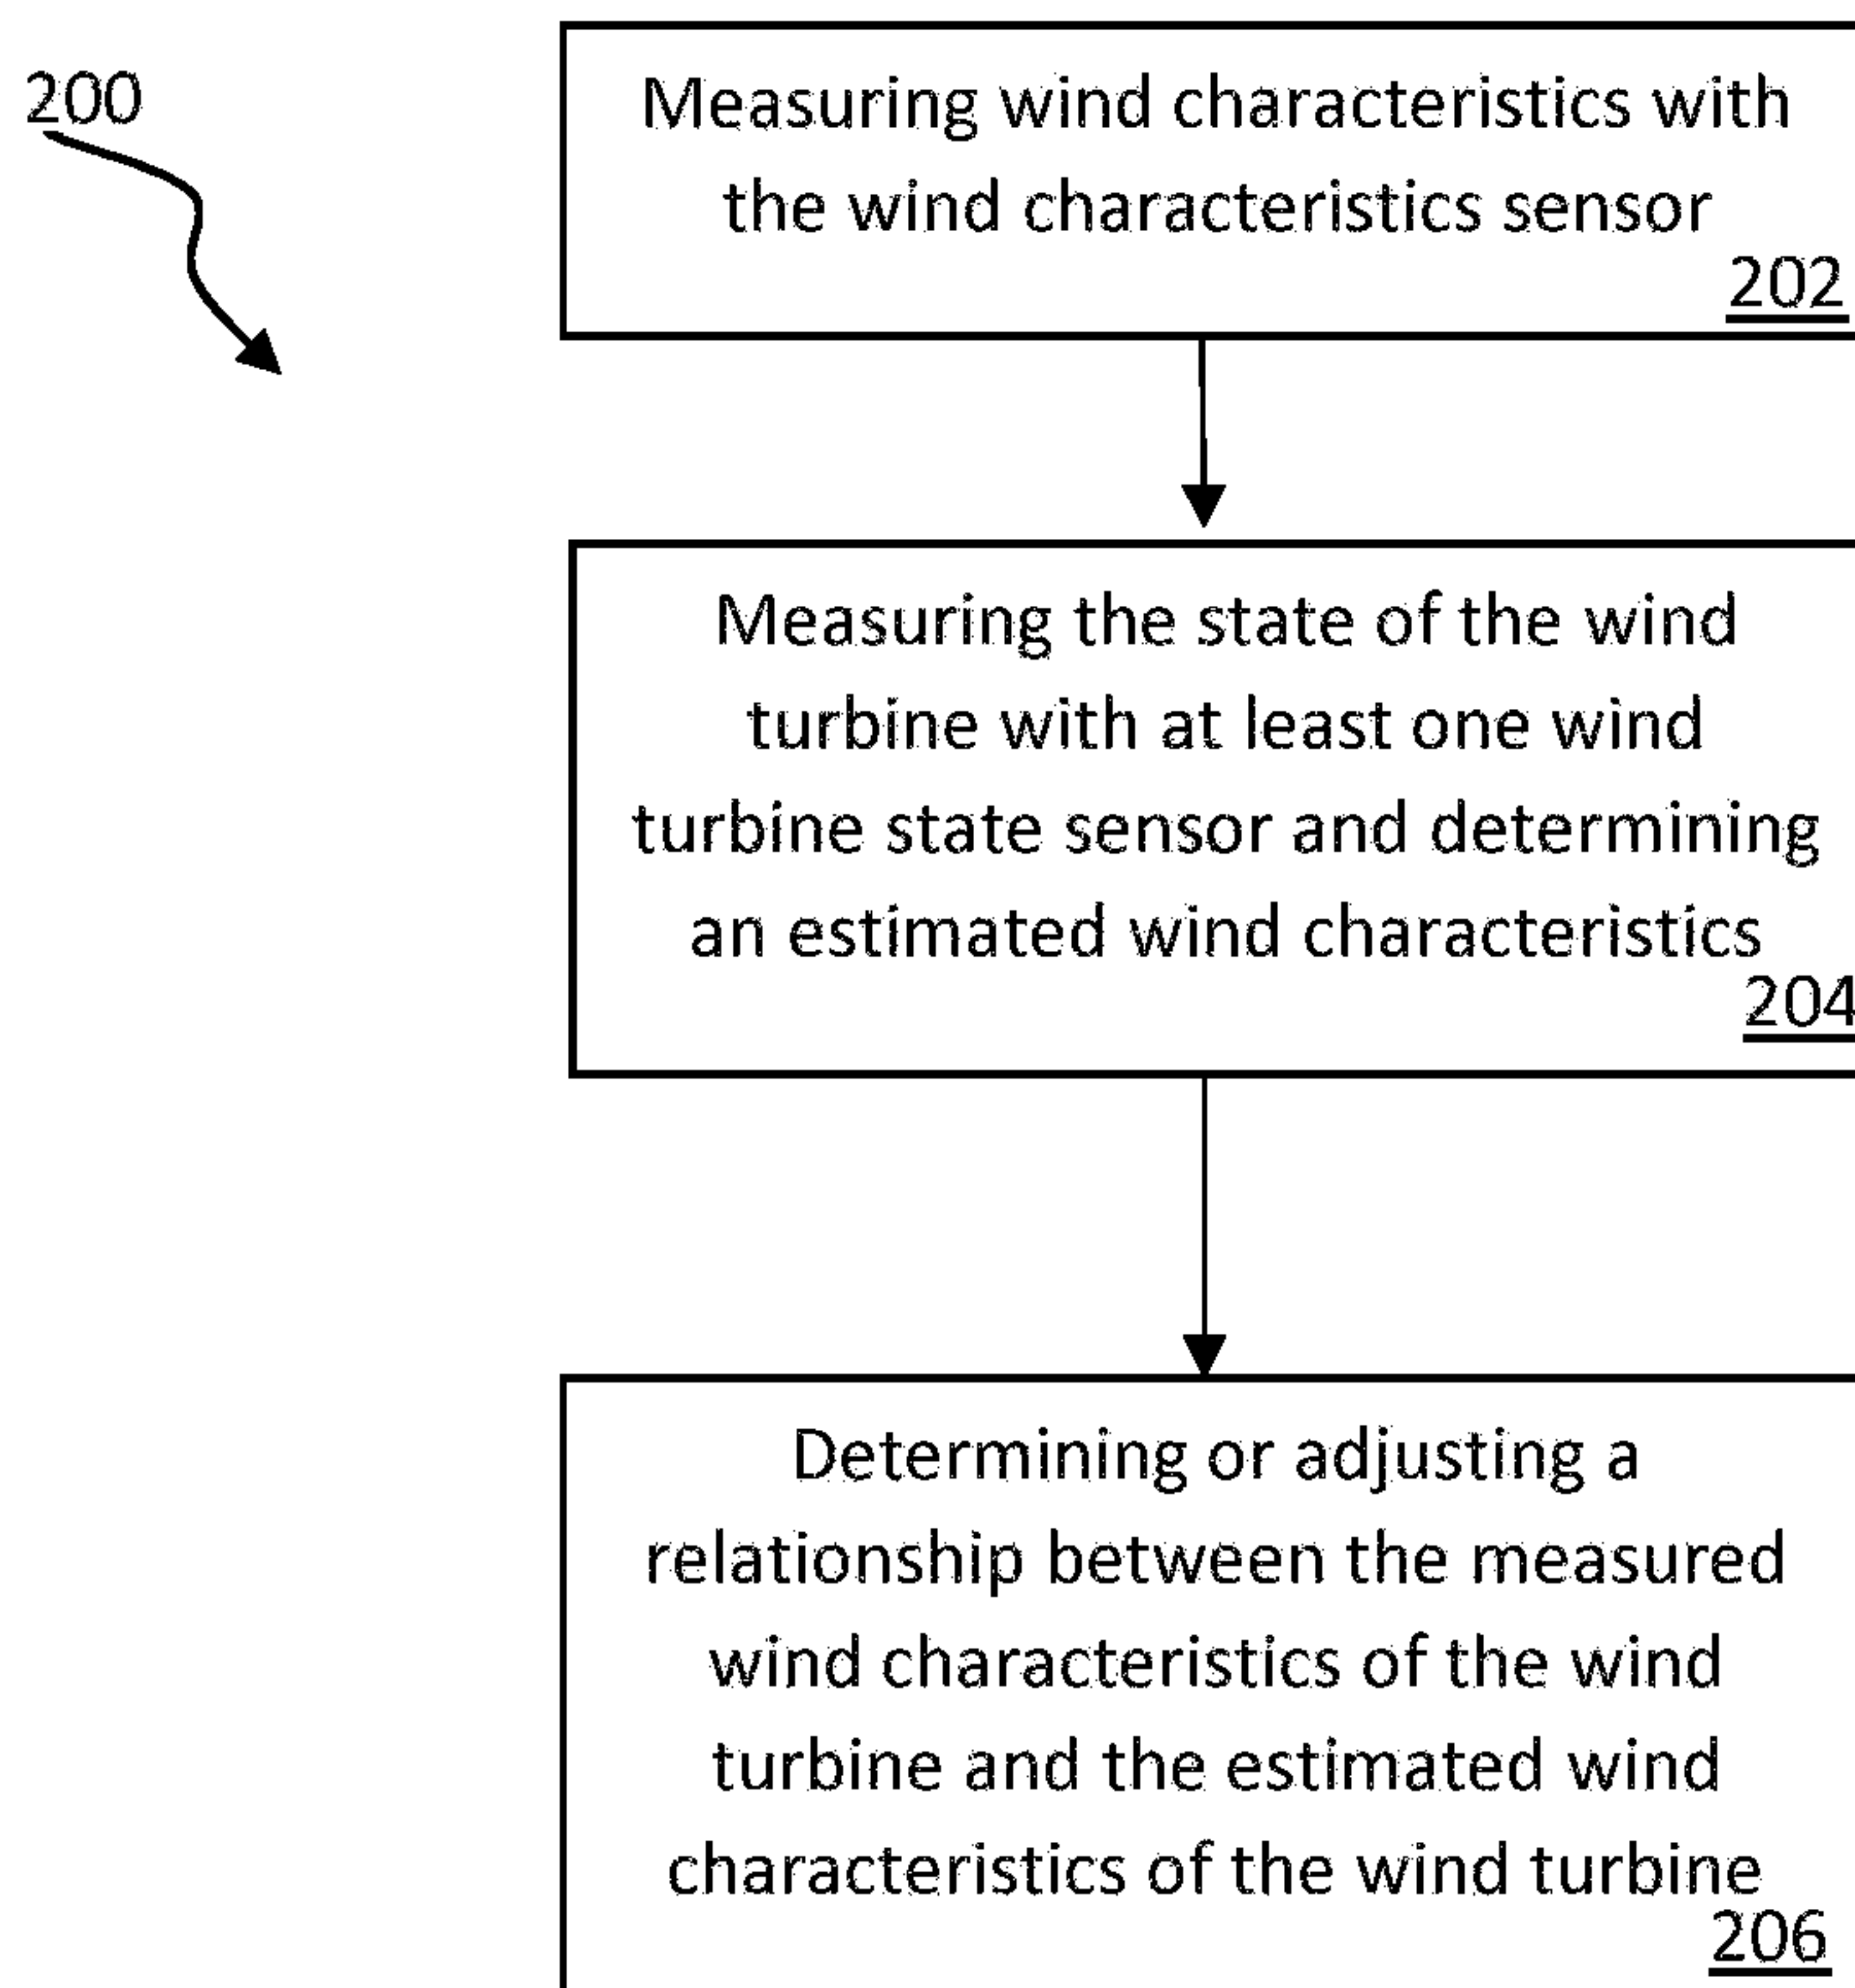 200
Measuring wind characteristics with
the wind characteristics sensor
202
Measuring the state of the wind
turbine with at least one wind
turbine state sensor and determining
an estimated wind characteristics
204
Determining or adjusting a
relationship between the measured
wind characteristics of the wind
turbine and the estimated wind
characteristics of the wind turbine
206